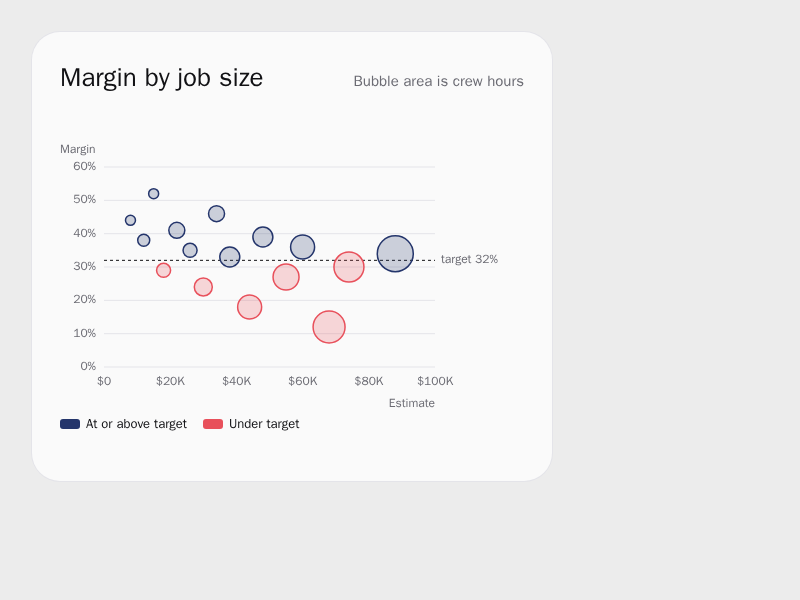 Margin by job size
Bubble area is crew hours
Margin
60%
50%
40%
30%
20%
10%
0%
target 32%
$0 $20K $40K $60K $80K $100K
Estimate
At or above target Under target